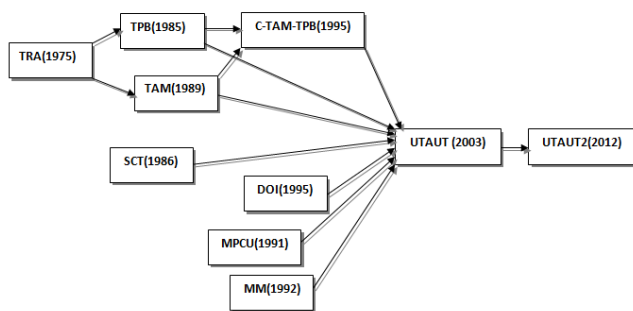 TPB(1985)
C-TAM-TPB(1995)
TRA(1975)
TAM(1989)
UTAUT (2003)
UTAUT2(2012)
SCT(1986)
DOI(1995)
MPCU(1991)
MM(1992)